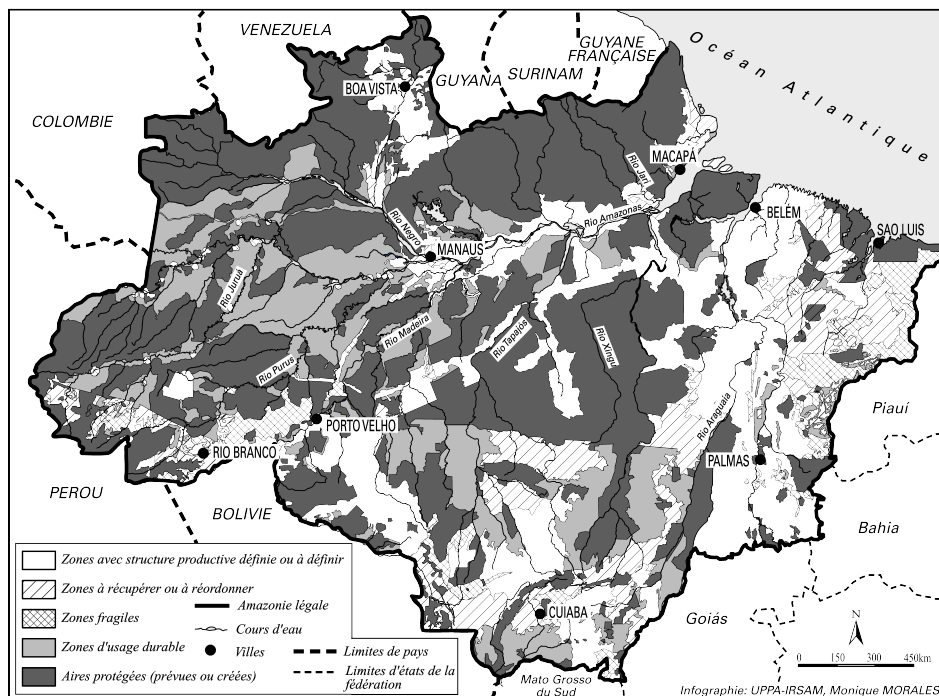 VENEZUELA
GUYANE
FRANÇAISE
GUYANA
SURINAM
Océan Atlantique
BOA VISTA
COLOMBIE
MACAPÁ
Rio Jari
BELÉM
Rio Amazonas
Rio Negro
SAO LUIS
MANAUS
Rio Juruá
Rio Madeira
Rio Tapajós
Rio Xingu
Rio Purus
Rio Araguaia
Piauí
PORTO VELHO
RIO BRANCO
PALMAS
PEROU
BOLIVIE
Bahia
CUIABA
Goiás
Mato Grosso
du Sud
Zones avec structure productive définie ou à définir
Zones à récupérer ou à réordonner
Zones fragiles
Zones d'usage durable
Aires protégées (prévues ou créées)
Amazonie légale
Cours d'eau
Villes
Limites de pays
Limites d'états de la
fédération
N
0 150 300 450km
Infographie: UPPA-IRSAM, Monique MORALES